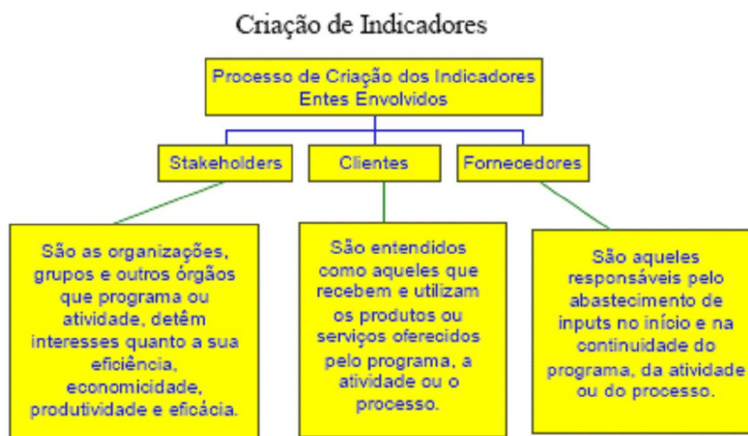 Criação de Indicadores
Processo de Criação dos Indicadores
Entes Envolvidos
Stakeholders
Clientes
Fornecedores
São as organizações,
grupos e outros órgãos
que programa ou
atividade, detêm
interesses quanto a sua
eficiência,
economicidade,
produtividade e eficácia.
São entendidos
como aqueles que
recebem e utilizam
os produtos ou
serviços oferecidos
pelo programa, a
atividade ou o
processo.
São aqueles
responsáveis pelo
abastecimento de
inputs no início e na
continuidade do
programa, da atividade
ou do processo.